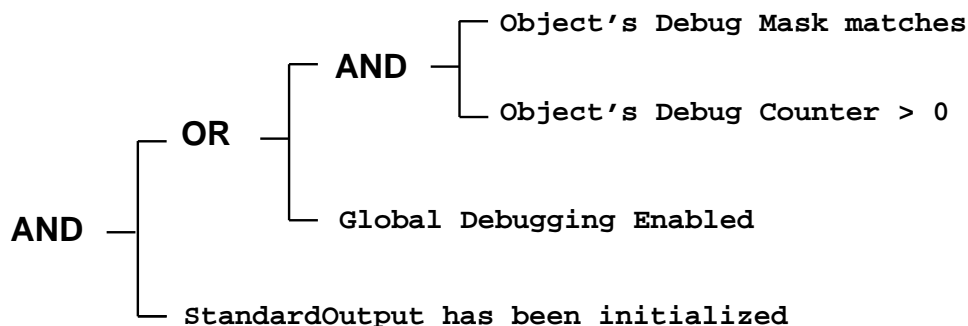 Object's Debug Mask matches
AND
Object's Debug Counter > 0
OR
Global Debugging Enabled
AND
StandardOutput has been initialized